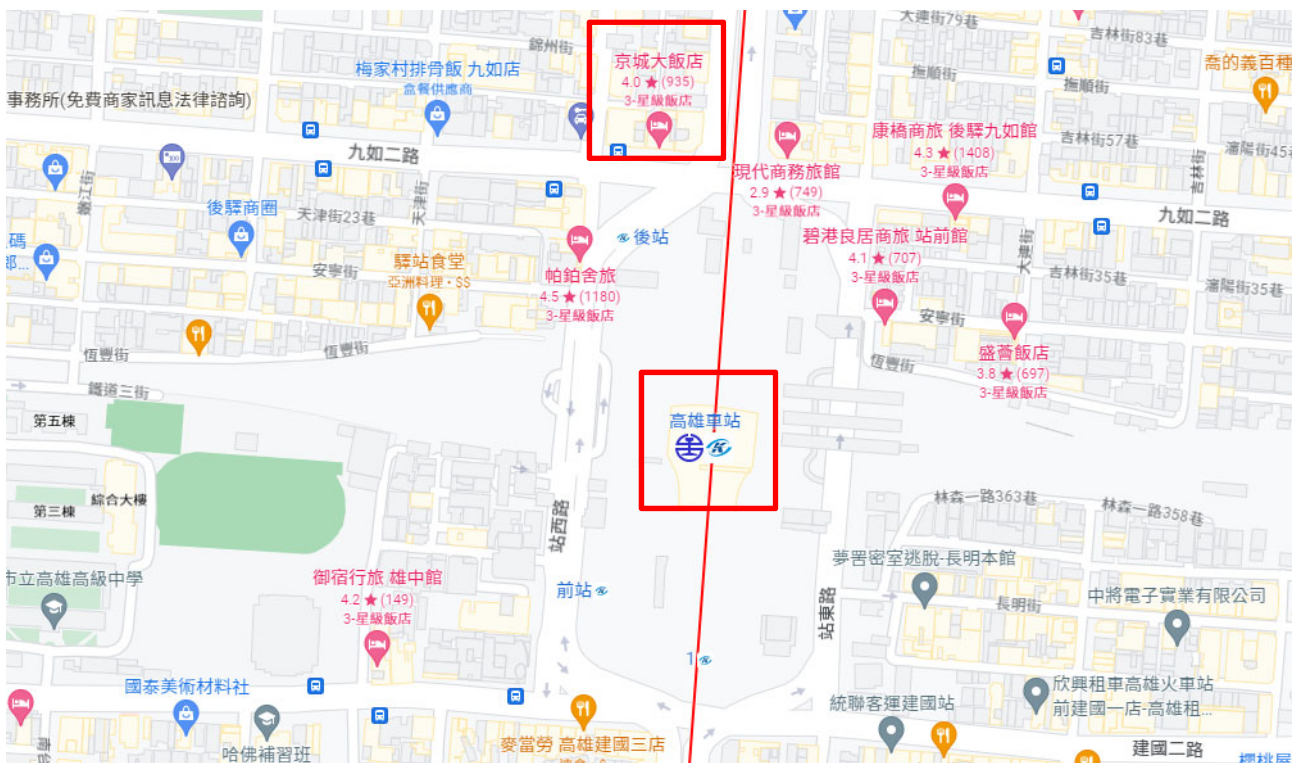 大連街79巷
吉林街83巷
錦州街
京城大飯店
4.0 ★ (935)
3-星級飯店
梅家村排骨飯 九如店
盒餐供應商
撫順街
撫順街
喬的義百種
事務所(免費商家訊息法律諮詢)
康橋商旅 後驛九如館
4.3 ★ (1408)
3-星級飯店
吉林街57巷
瀋陽街45巷
九如二路
現代商務旅館
2.9 ★ (749)
3-星級飯店
吉林街
後驛商圈
天津街23巷
天津街
九如二路
後站
碧港良居商旅 站前館
4.1 ★ (707)
3-星級飯店
大連街
驛站食堂
亞洲料理・$$
安寧街
帕鉑舍旅
4.5 ★ (1180)
3-星級飯店
吉林街35巷
瀋陽街35巷
安寧街
恆豐街
恆豐街
恆豐街
盛薈飯店
3.8 ★ (697)
3-星級飯店
鐵道三街
第五棟
高雄車站
綜合大樓
第三棟
林森一路363巷
林森一路358巷
站西路
夢罟密室逃脫-長明本館
市立高雄高級中學
御宿行旅 雄中館
4.2 ★ (149)
3-星級飯店
前站
站東路
長明街
中將電子實業有限公司
1
國泰美術材料社
統聯客運建國站
欣興租車高雄火車站
前建國一店-高雄租...
麥當勞 高雄建國三店
哈佛補習班
建國二路
櫻桃屋